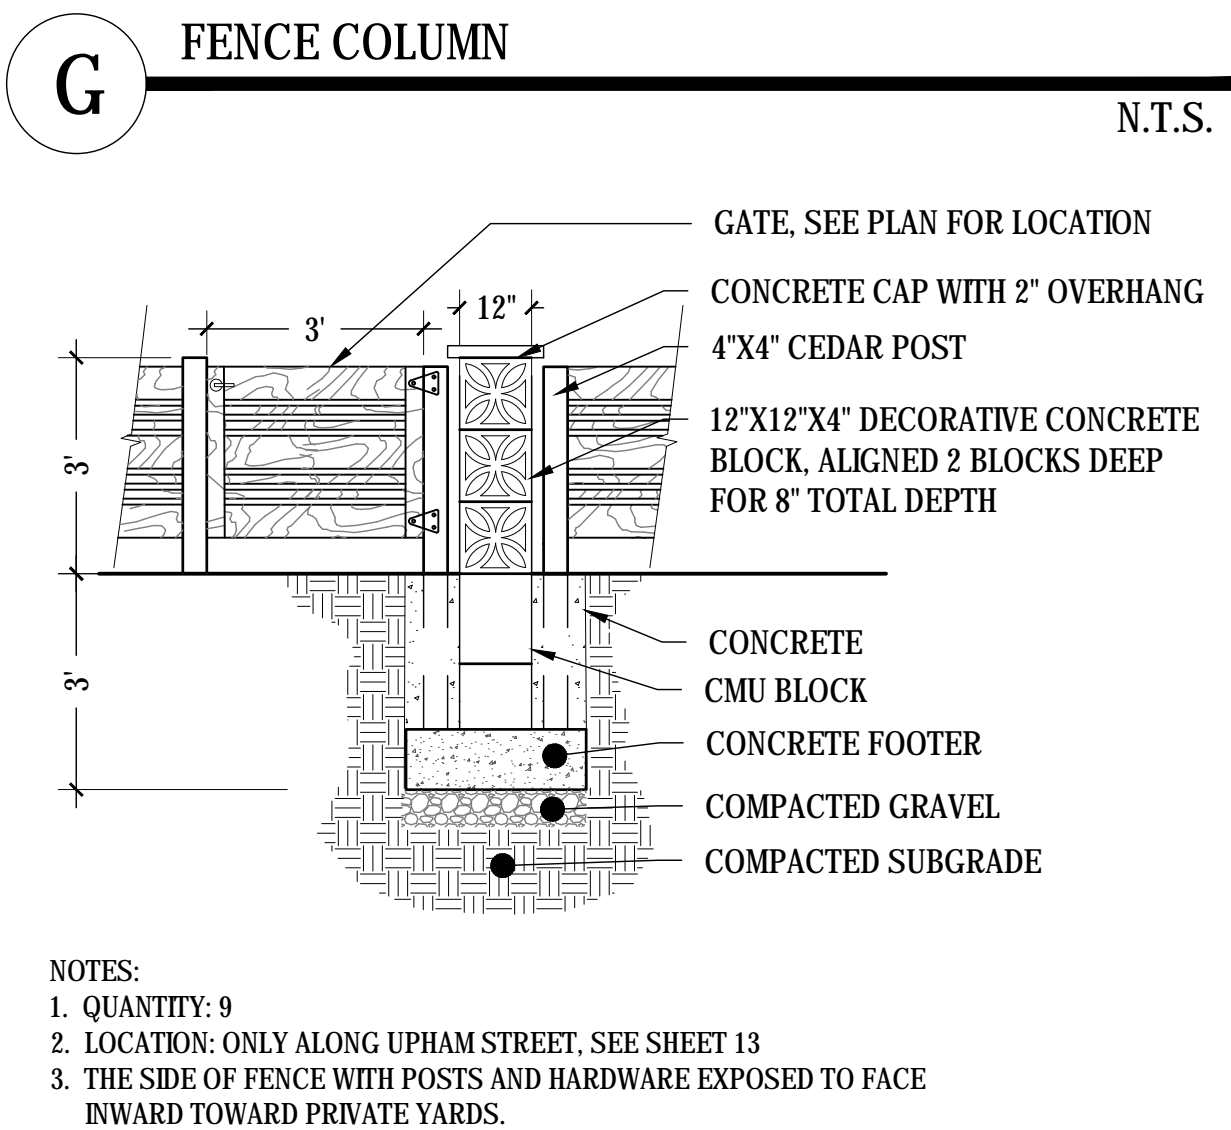 G
FENCE COLUMN
N.T.S.
GATE, SEE PLAN FOR LOCATION
CONCRETE CAP WITH 2" OVERHANG
12"
3'
4"X4" CEDAR POST
12"X12"X4" DECORATIVE CONCRETE
BLOCK, ALIGNED 2 BLOCKS DEEP
FOR 8" TOTAL DEPTH
3'
CONCRETE
3'
CMU BLOCK
CONCRETE FOOTER
COMPACTED GRAVEL
COMPACTED SUBGRADE
NOTES:
1. QUANTITY: 9
2. LOCATION: ONLY ALONG UPHAM STREET, SEE SHEET 13
3. THE SIDE OF FENCE WITH POSTS AND HARDWARE EXPOSED TO FACE
INWARD TOWARD PRIVATE YARDS.